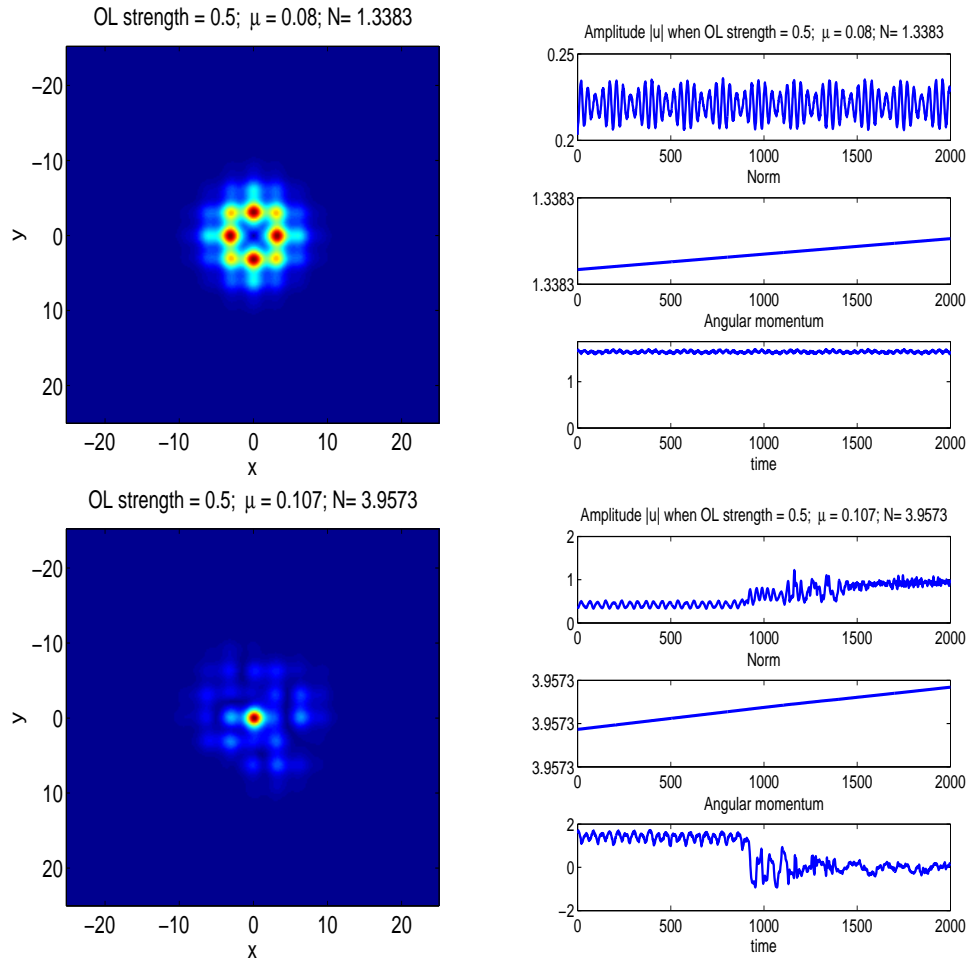 OL strength = 0.5; μ = 0.08; N= 1.3383
−20
−10
0
10
20
y
−20 −10 0 10 20
x
Amplitude |u| when OL strength = 0.5; μ = 0.08; N= 1.3383
0.25
0.2
0 500 1000 1500 2000
Norm
1.3383
1.3383
0 500 1000 1500 2000
Angular momentum
1
0
0 500 1000 1500 2000
time
OL strength = 0.5; μ = 0.107; N= 3.9573
−20
−10
0
10
20
y
−20 −10 0 10 20
x
Amplitude |u| when OL strength = 0.5; μ = 0.107; N= 3.9573
2
1
0
0 500 1000 1500 2000
Norm
3.9573
3.9573
3.9573
0 500 1000 1500 2000
Angular momentum
2
0
−2
0 500 1000 1500 2000
time